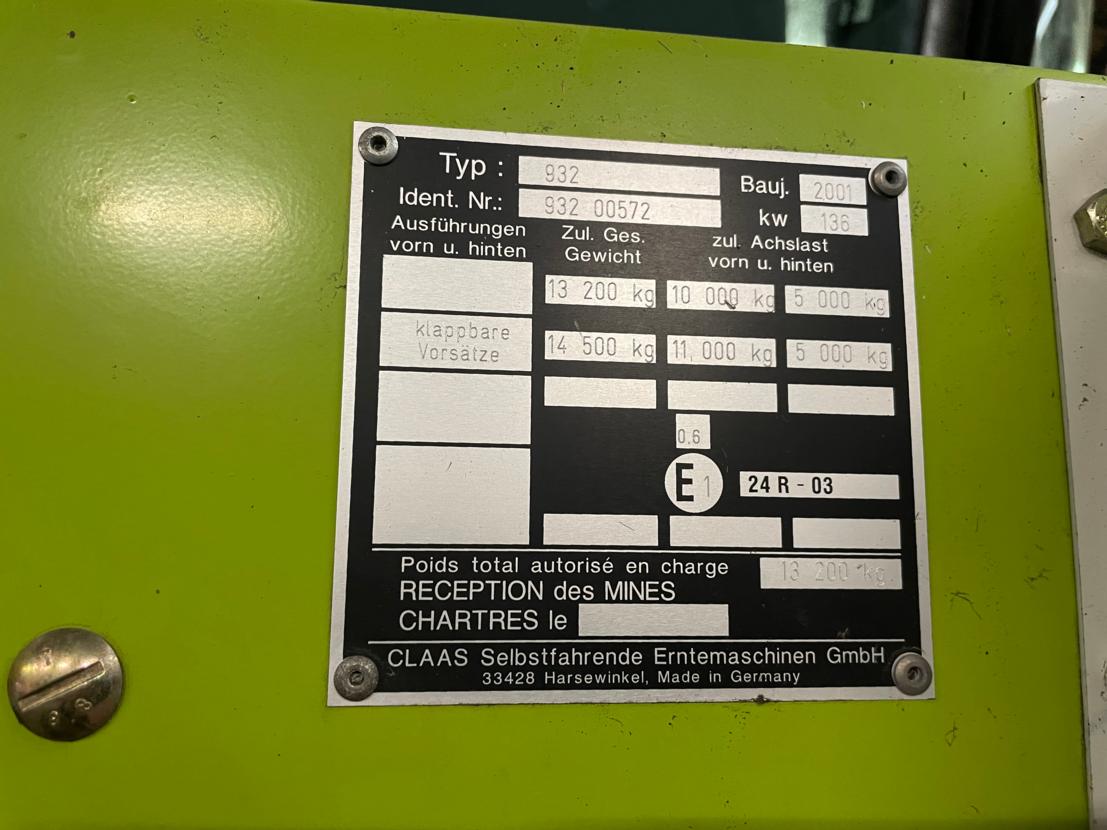 Typ : 932
Bauj. 2001
Ident. Nr.: 932 00572
kw 136
Ausführungen vorn u. hinten
Zul. Ges. Gewicht
zul. Achslast vorn u. hinten
13 200 kg 10 000 kg 5 000 kg
klappbare Vorsätze 14 500 kg 11,000 kg 5 000 kg
0.6
E1 24 R - 03
Poids total autorisé en charge 13 200 kg.
RECEPTION des MINES
CHARTRES le
CLAAS Selbstfahrende Erntemaschinen GmbH
33428 Harsewinkel, Made in Germany